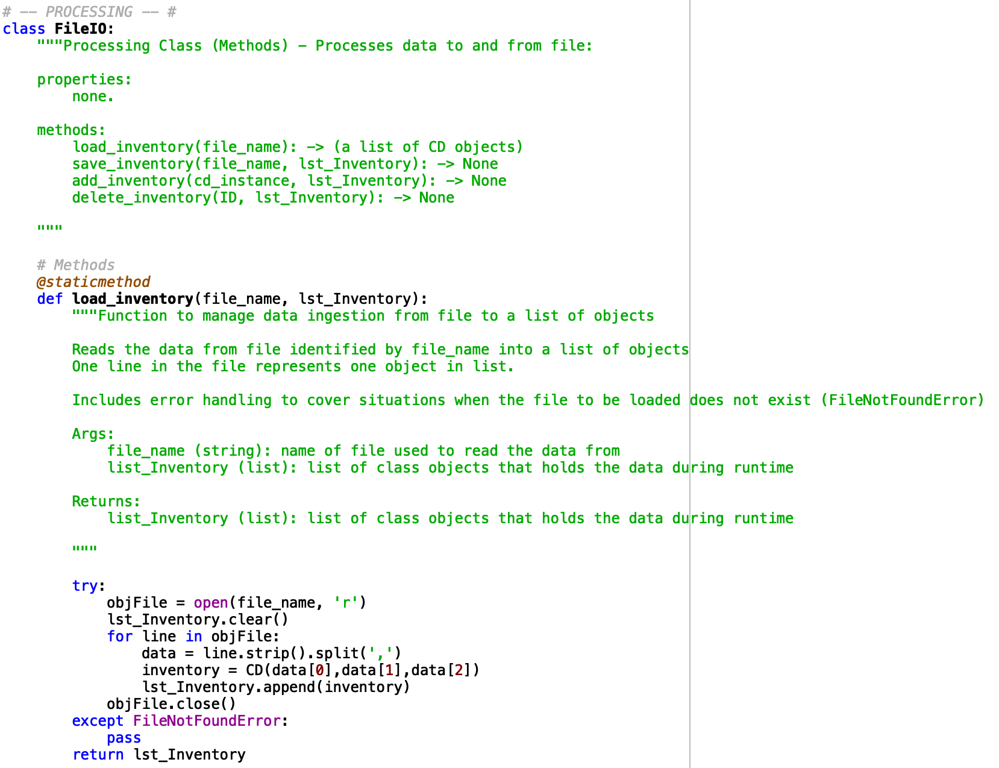 # -- PROCESSING -- #
class FileIO:
    """Processing Class (Methods) - Processes data to and from file:

    properties:
        none.

    methods:
        load_inventory(file_name): -> (a list of CD objects)
        save_inventory(file_name, lst_Inventory): -> None
        add_inventory(cd_instance, lst_Inventory): -> None
        delete_inventory(ID, lst_Inventory): -> None

    """

    # Methods
    @staticmethod
    def load_inventory(file_name, lst_Inventory):
        """Function to manage data ingestion from file to a list of objects

        Reads the data from file identified by file_name into a list of objects
        One line in the file represents one object in list.

        Includes error handling to cover situations when the file to be loaded does not exist (FileNotFoundError)

        Args:
            file_name (string): name of file used to read the data from
            list_Inventory (list): list of class objects that holds the data during runtime

        Returns:
            list_Inventory (list): list of class objects that holds the data during runtime

        """

        try:
            objFile = open(file_name, 'r')
            lst_Inventory.clear()
            for line in objFile:
                data = line.strip().split(',')
                inventory = CD(data[0],data[1],data[2])
                lst_Inventory.append(inventory)
            objFile.close()
        except FileNotFoundError:
            pass
        return lst_Inventory